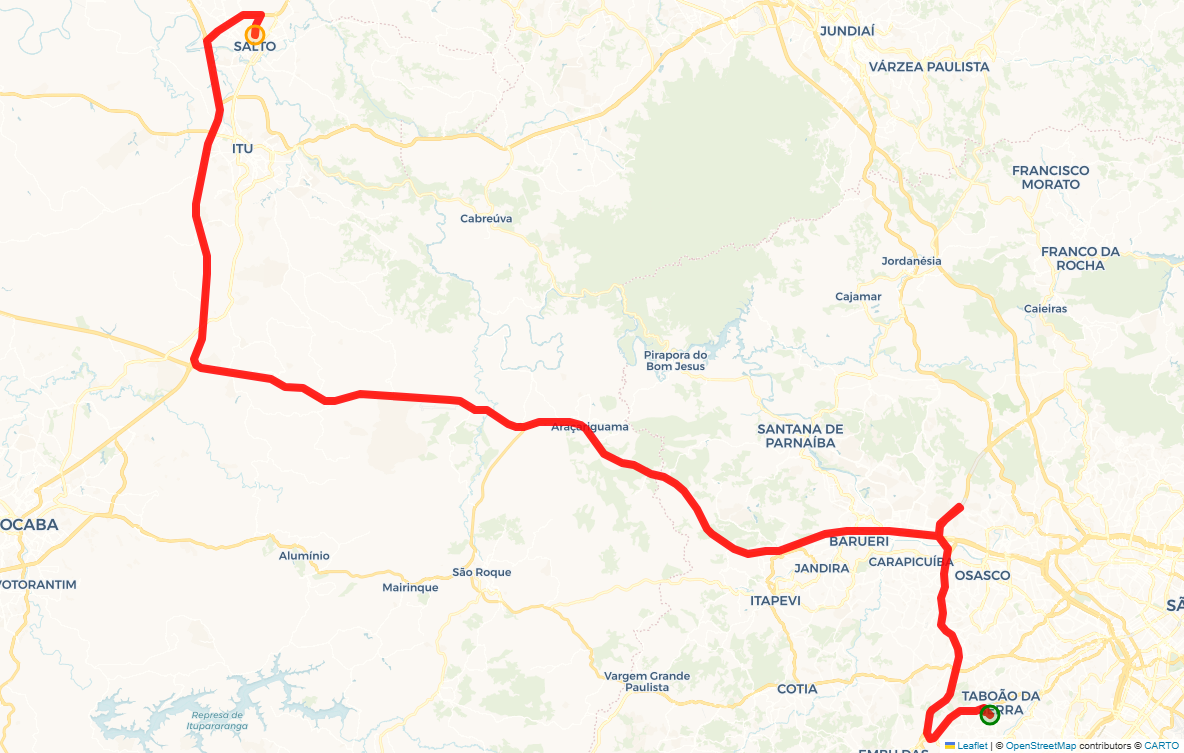 JUNDIAÍ
VÁRZEA PAULISTA
SALTO
ITU
FRANCISCO
MORATO
Cabreúva
FRANCO DA
ROCHA
Jordanésia
Cajamar
Caieiras
Pirapora do
Bom Jesus
Araçariguama
SANTANA DE
PARNAÍBA
OCABA
BARUERI
Alumínio
CARAPICUÍBA
JANDIRA
OSASCO
São Roque
VOTORANTIM
Mairinque
ITAPEVI
SÃ
Vargem Grande
Paulista
COTIA
TABOÃO DA
SERRA
Represa de
Itupararanga
EMBU DAS
Leaflet | © OpenStreetMap contributors © CARTO